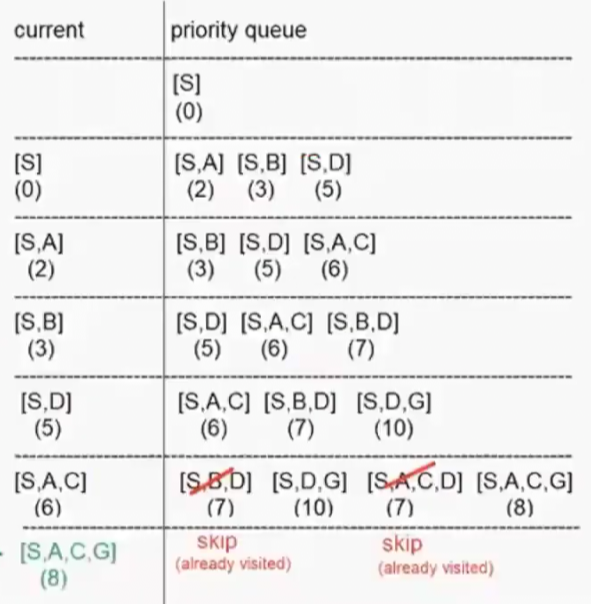 current priority queue
[S]
(0)
[S] [S,A] [S,B] [S,D]
(0) (2) (3) (5)
[S,A] [S,B] [S,D] [S,A,C]
(2) (3) (5) (6)
[S,B] [S,D] [S,A,C] [S,B,D]
(3) (5) (6) (7)
[S,D] [S,A,C] [S,B,D] [S,D,G]
(5) (6) (7) (10)
[S,A,C] [S,B,D] [S,D,G] [S,A,C,D] [S,A,C,G]
(6) (7) (10) (7) (8)
[S,A,C,G] skip skip
(8) (already visited) (already visited)